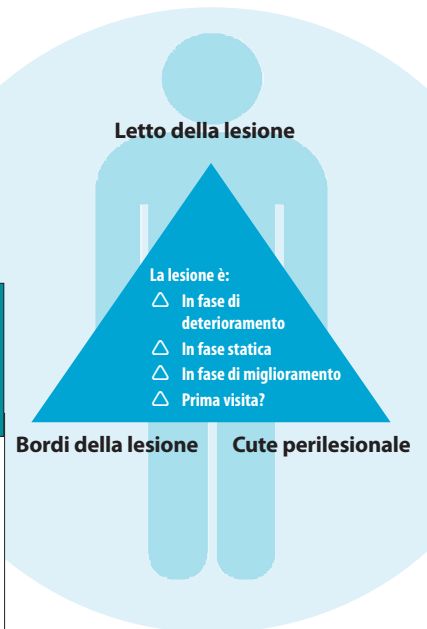 Letto della lesione
La lesione è:
In fase di
deterioramento
In fase statica
In fase di miglioramento
Prima visita?
Bordi della lesione
Cute perilesionale